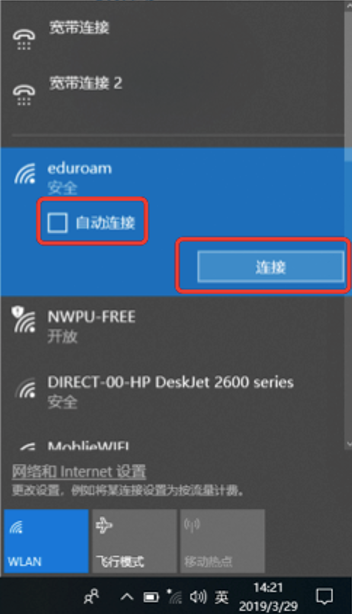 宽带连接
宽带连接 2
eduroam
安全
自动连接
连接
NWPU-FREE
开放
DIRECT-00-HP DeskJet 2600 series
安全
MoblieWIFI
网络和 Internet 设置
更改设置，例如将某连接设置为按流量计费。
WLAN
飞行模式
移动热点
英
14:21
2019/3/29